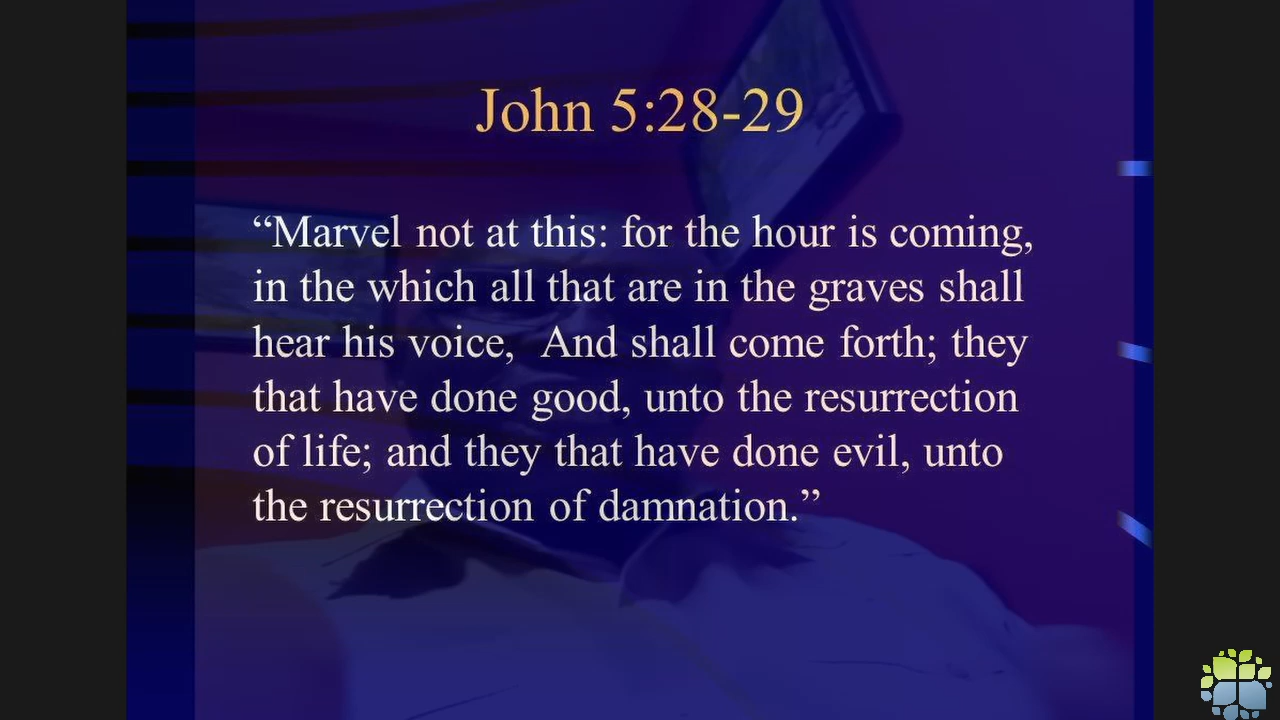 John 5:28-29
“Marvel not at this: for the hour is coming,
in the which all that are in the graves shall
hear his voice,  And shall come forth; they
that have done good, unto the resurrection
of life; and they that have done evil, unto
the resurrection of damnation.”